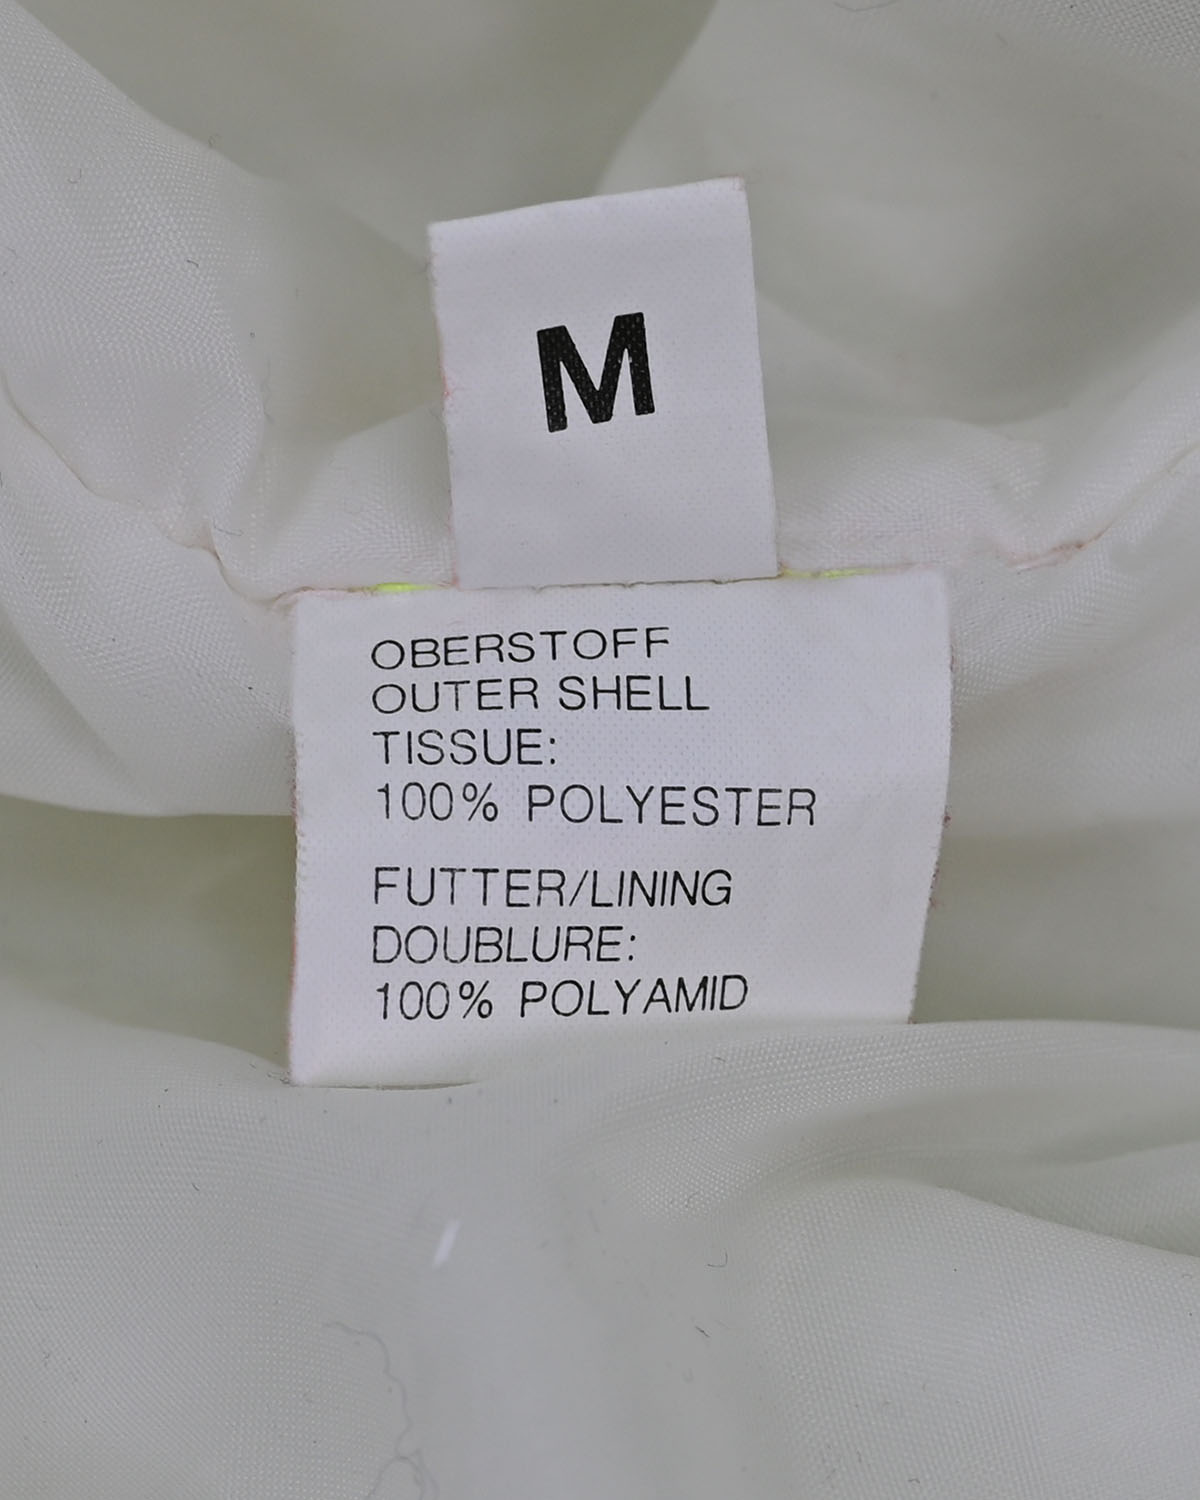 M
OBERSTOFF
OUTER SHELL
TISSUE:
100% POLYESTER
FUTTER/LINING
DOUBLURE:
100% POLYAMID